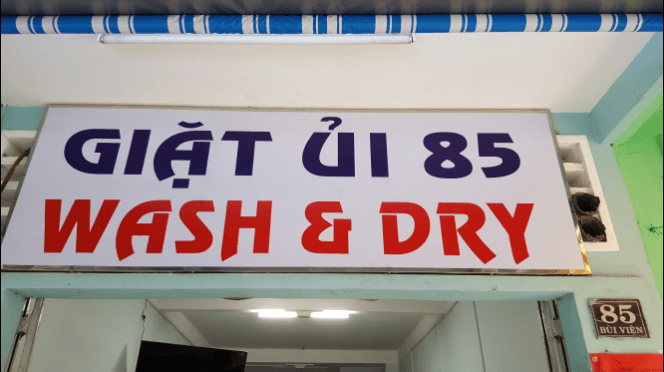 GIẶT ỦI 85
WASH & DRY
85
BÙI VIỆN